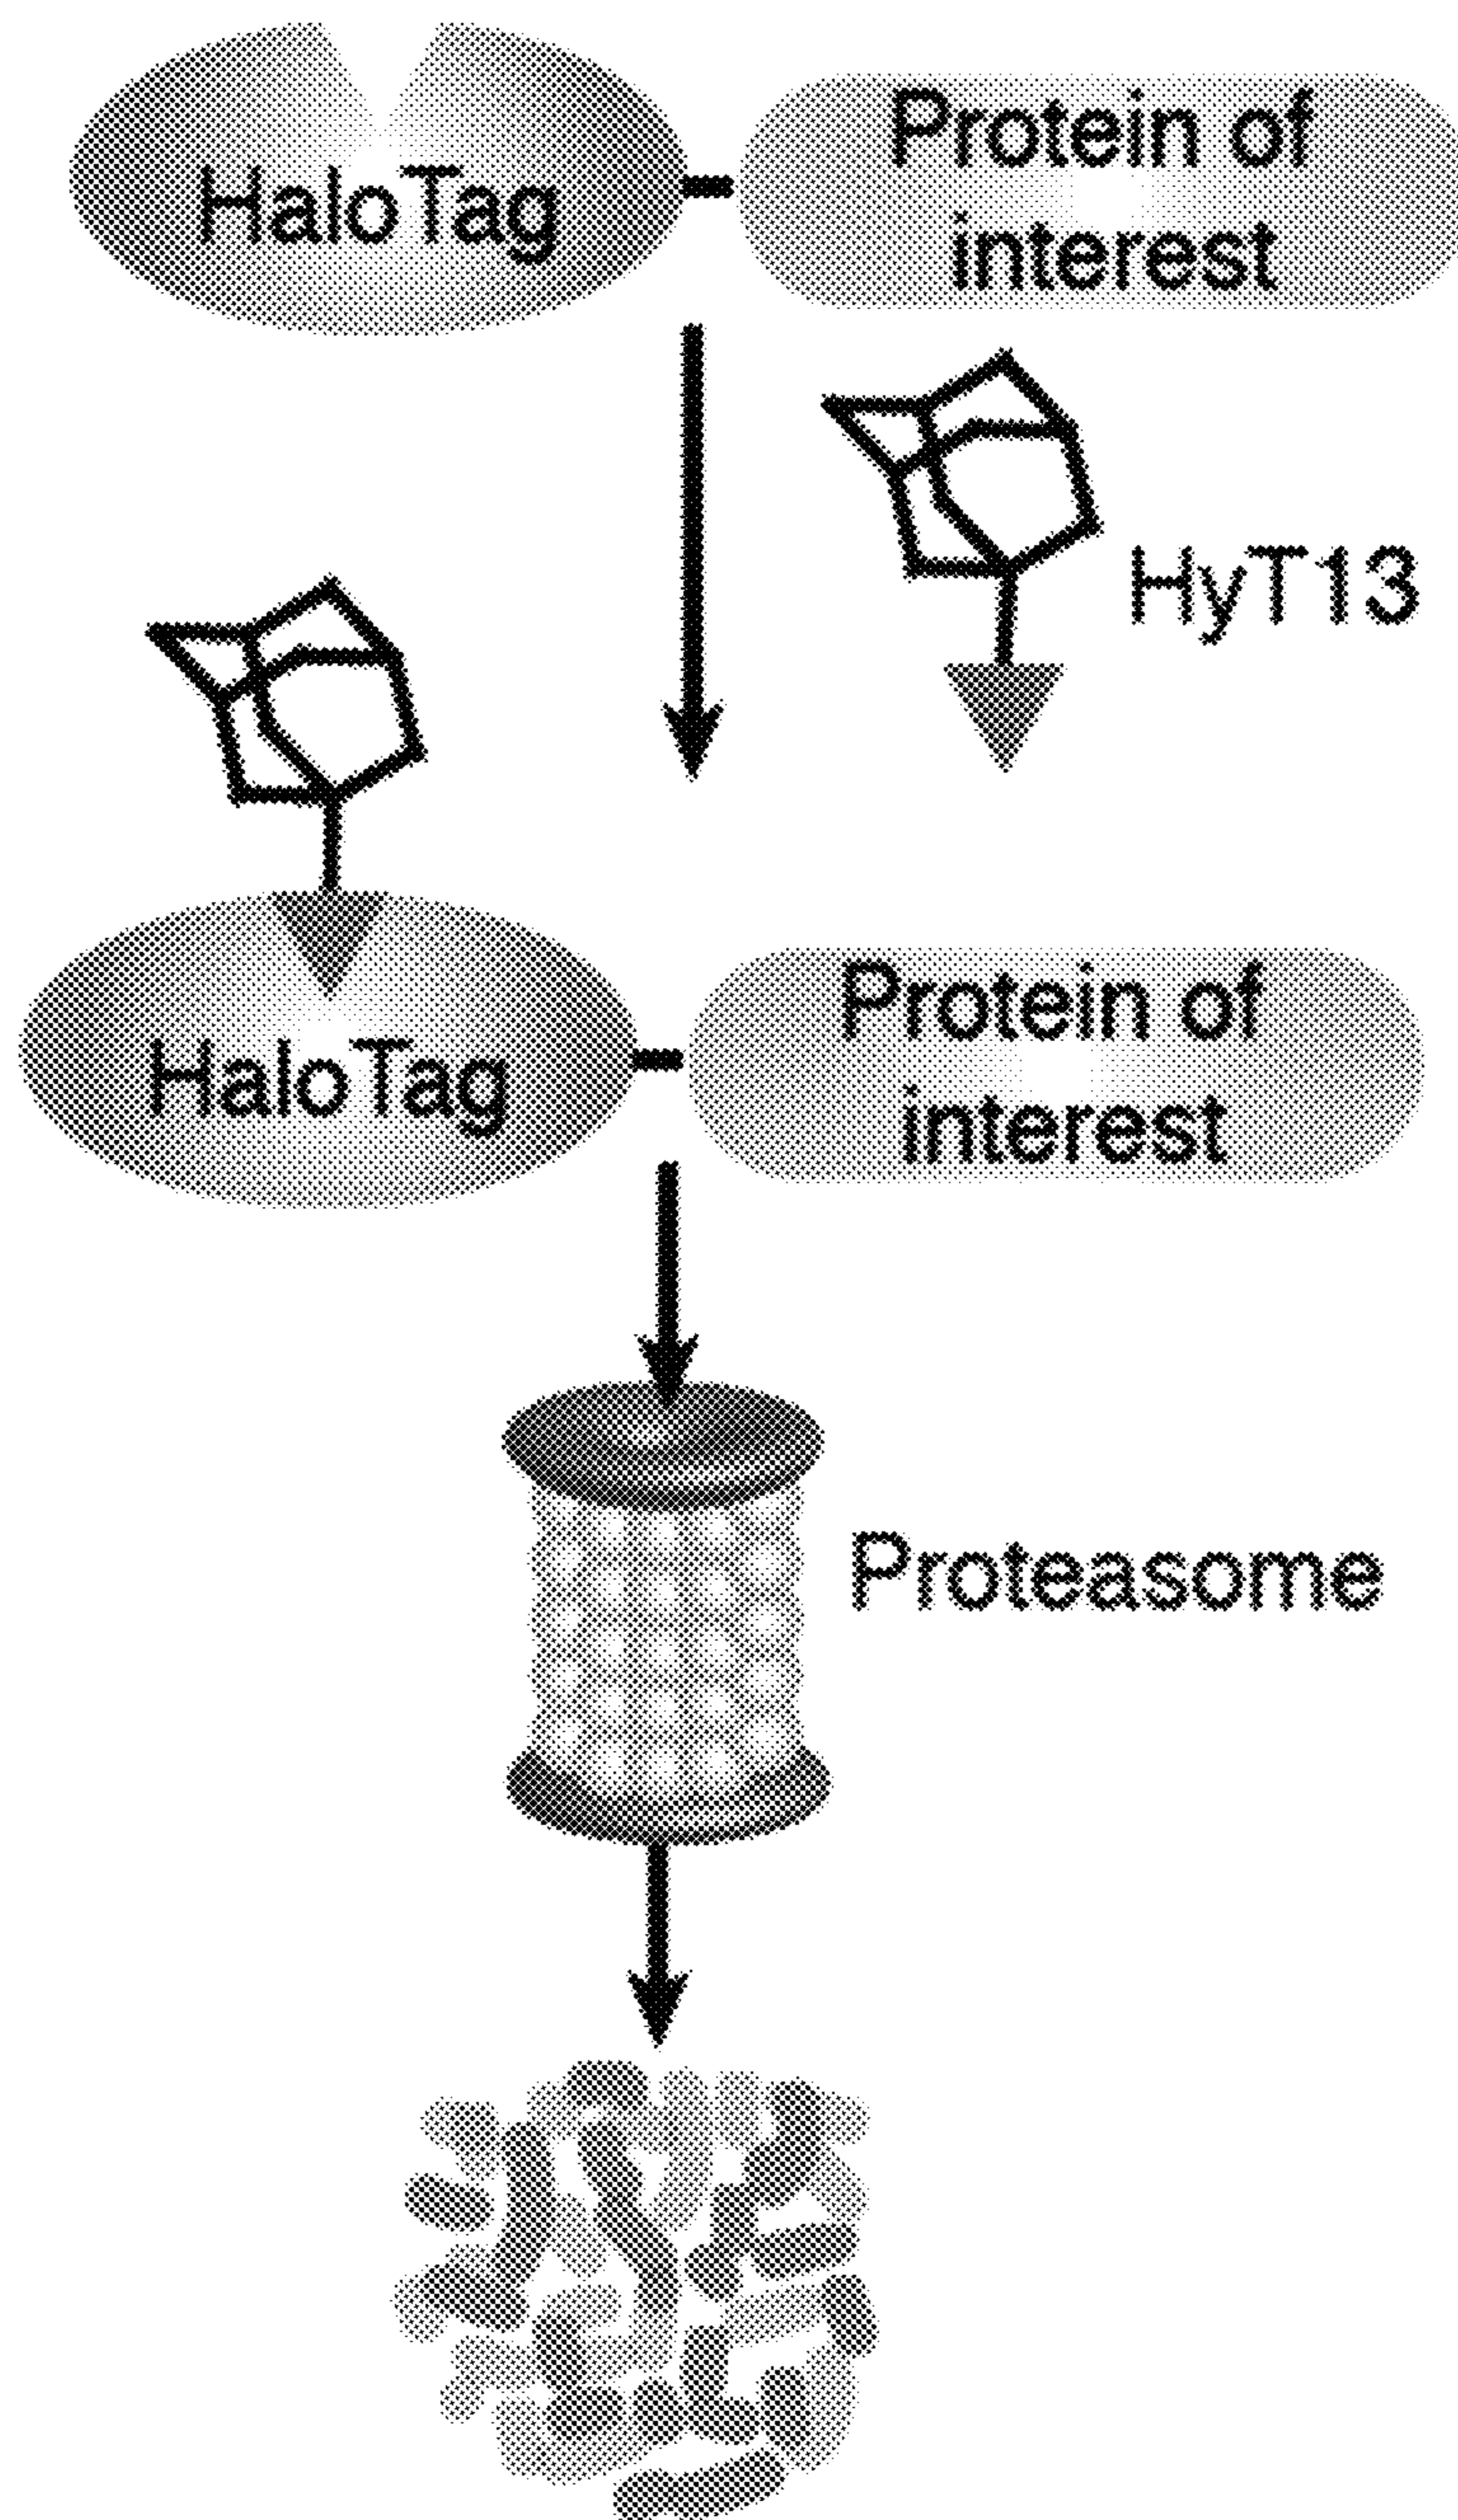 HaloTag
Protein of
interest
HyT13
HaloTag
Protein of
interest
Proteasome